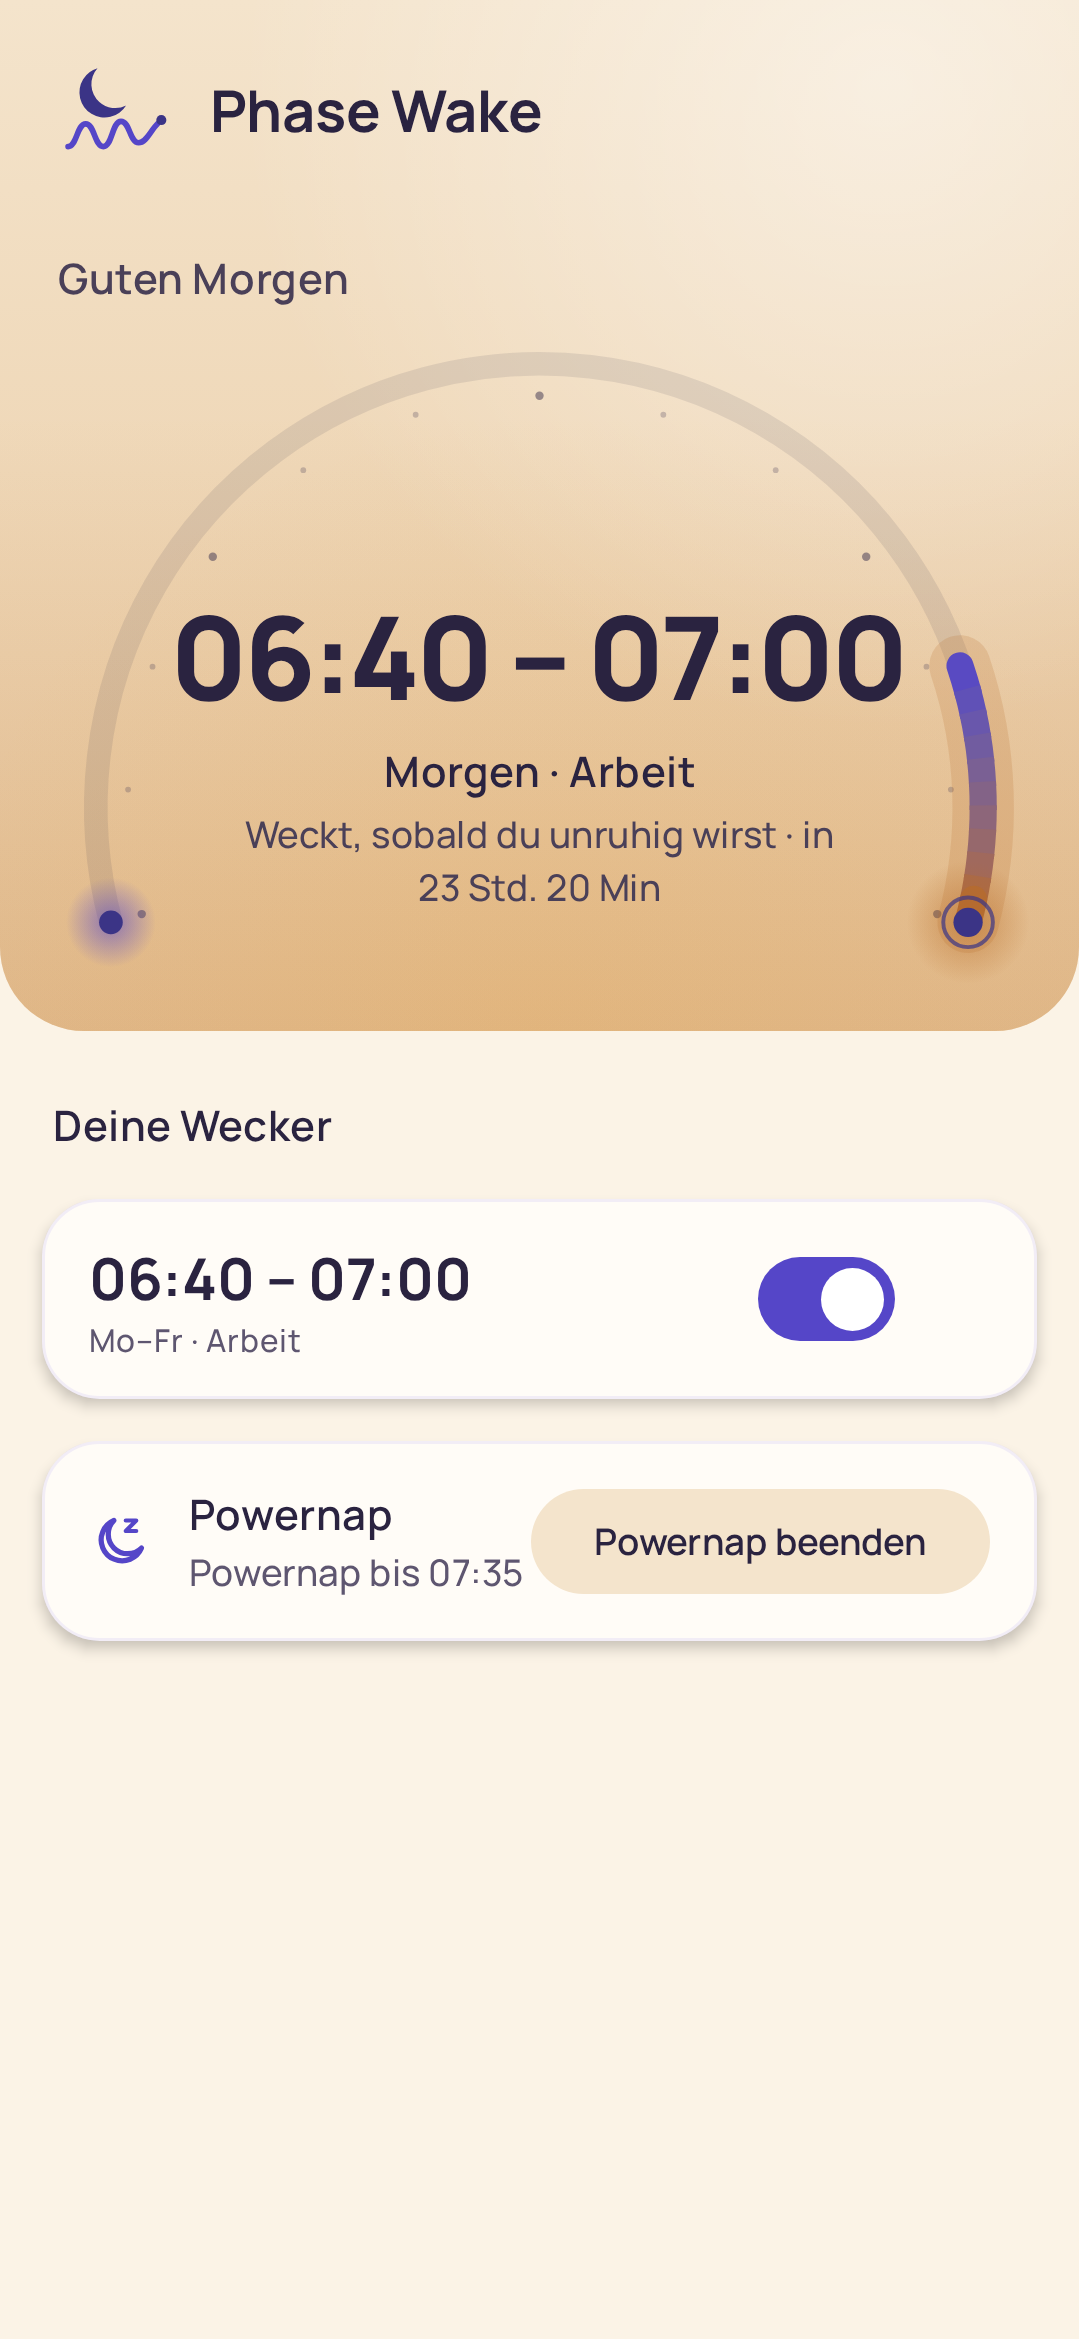 Phase Wake
Guten Morgen
06:40 – 07:00
Morgen · Arbeit
Weckt, sobald du unruhig wirst · in
23 Std. 20 Min
Deine Wecker
06:40 – 07:00
Mo–Fr · Arbeit
Powernap
Powernap bis 07:35
Powernap beenden